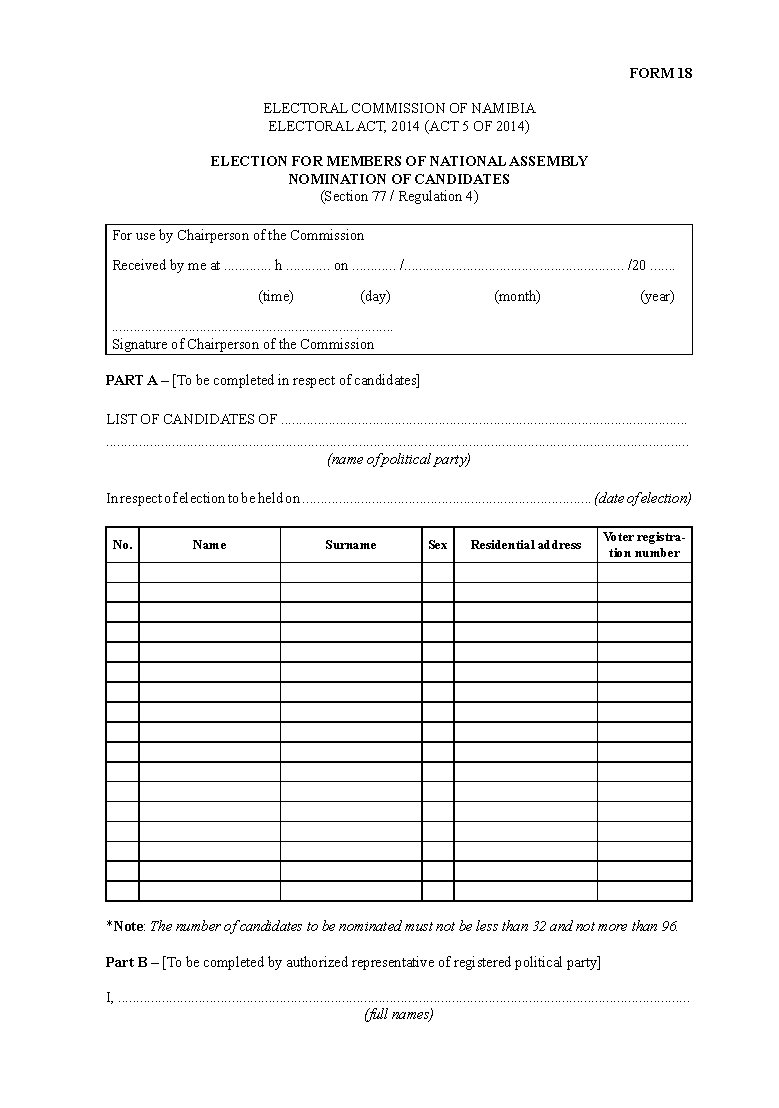 FORM 18
ELECTORAL COMMISSION OF NAMIBIA
ELECTORAL ACT, 2014 (ACT 5 OF 2014)
ELECTION FOR MEMBERS OF NATIONAL ASSEMBLY
NOMINATION OF CANDIDATES
(Section 77 / Regulation 4)
For use by Chairperson of the Commission
Received by me at ............. h ............ on ............ /............................................................ /20 .......
(time) (day) (month) (year)
.............................................................................
Signature of Chairperson of the Commission
PART A – [To be completed in respect of candidates]
LIST OF CANDIDATES OF ...............................................................................................................
................................................................................................................................................................
(name of political party)
In respect of election to be held on ............................................................................... (date of election)
No. Name Surname Sex Residential address Voter registra-
tion number
*Note: The number of candidates to be nominated must not be less than 32 and not more than 96.
Part B – [To be completed by authorized representative of registered political party]
I, ............................................................................................................................................................
(full names)